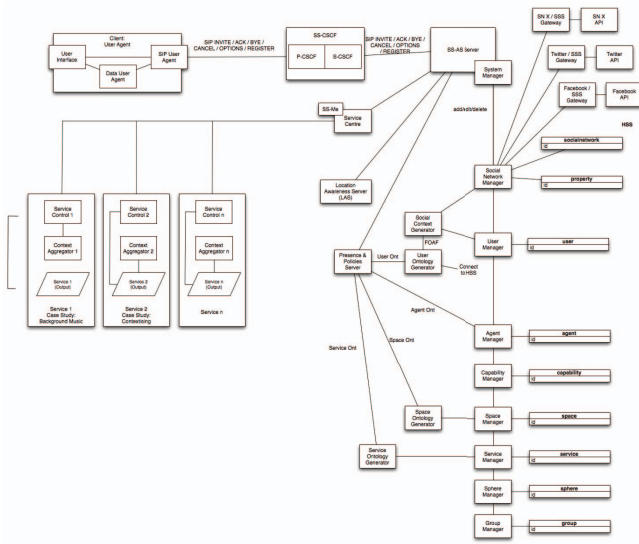 Client:
User Agent
User
Interface
SIP User
Agent
Data User
Agent
SIP INVITE / ACK / BYE /
CANCEL / OPTIONS
/ REGISTER
SS-CSCF
P-CSCF
S-CSCF
SIP INVITE / ACK / BYE /
CANCEL / OPTIONS
/ REGISTER
SS-AS Server
System
Manager
SN X / SSS
Gateway
SN X
API
Twitter / SSS
Gateway
Twitter
API
Facebook /
SSS
Gateway
Facebook
API
HSS
SS-Me
Service
Centre
add/edit/delete
socialnetwork
id
Social
Network
Manager
property
id
Location
Awareness Server
(LAS)
Social
Context
Generator
FOAF
User
Manager
user
id
Presence &
Policies
Server
User Ont
User
Ontology
Generator
Connect
to HSS
Service
Control 1
Context
Aggregator 1
Service 1
(Output)
Service 1
Case Study:
Background Music
Service
Control 2
Context
Aggregator 2
Service 2
(Output)
Service 2
Case Study:
Contextising
Service
Control n
Context
Aggregator n
Service n
(Output)
Service n
Agent Ont
Space Ont
Service Ont
Agent
Manager
agent
id
Capability
Manager
capability
id
Space
Ontology
Generator
Space
Manager
space
id
Service
Ontology
Generator
Service
Manager
service
id
Sphere
Manager
sphere
id
Group
Manager
group
id